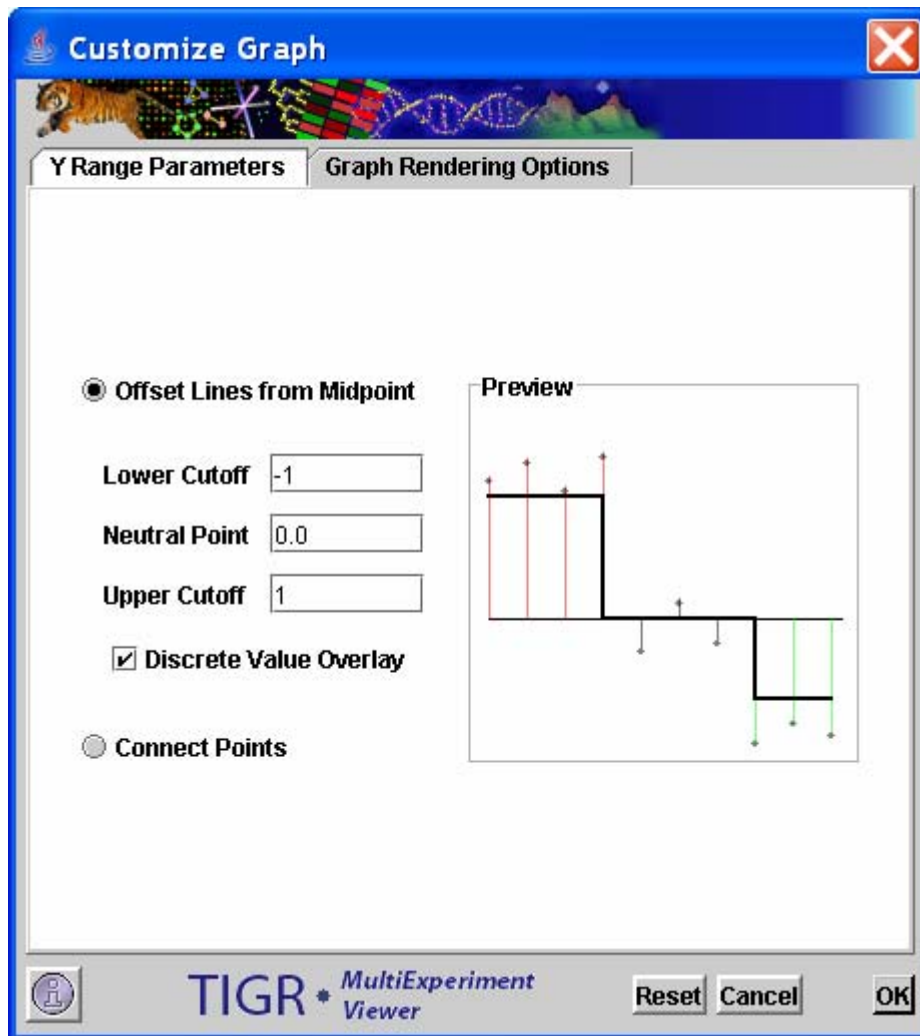 Customize Graph
Y Range Parameters
Graph Rendering Options
Offset Lines from Midpoint
Preview
Lower Cutoff -1
Neutral Point 0.0
Upper Cutoff 1
Discrete Value Overlay
Connect Points
TIGR MultiExperiment
Viewer
Reset Cancel OK